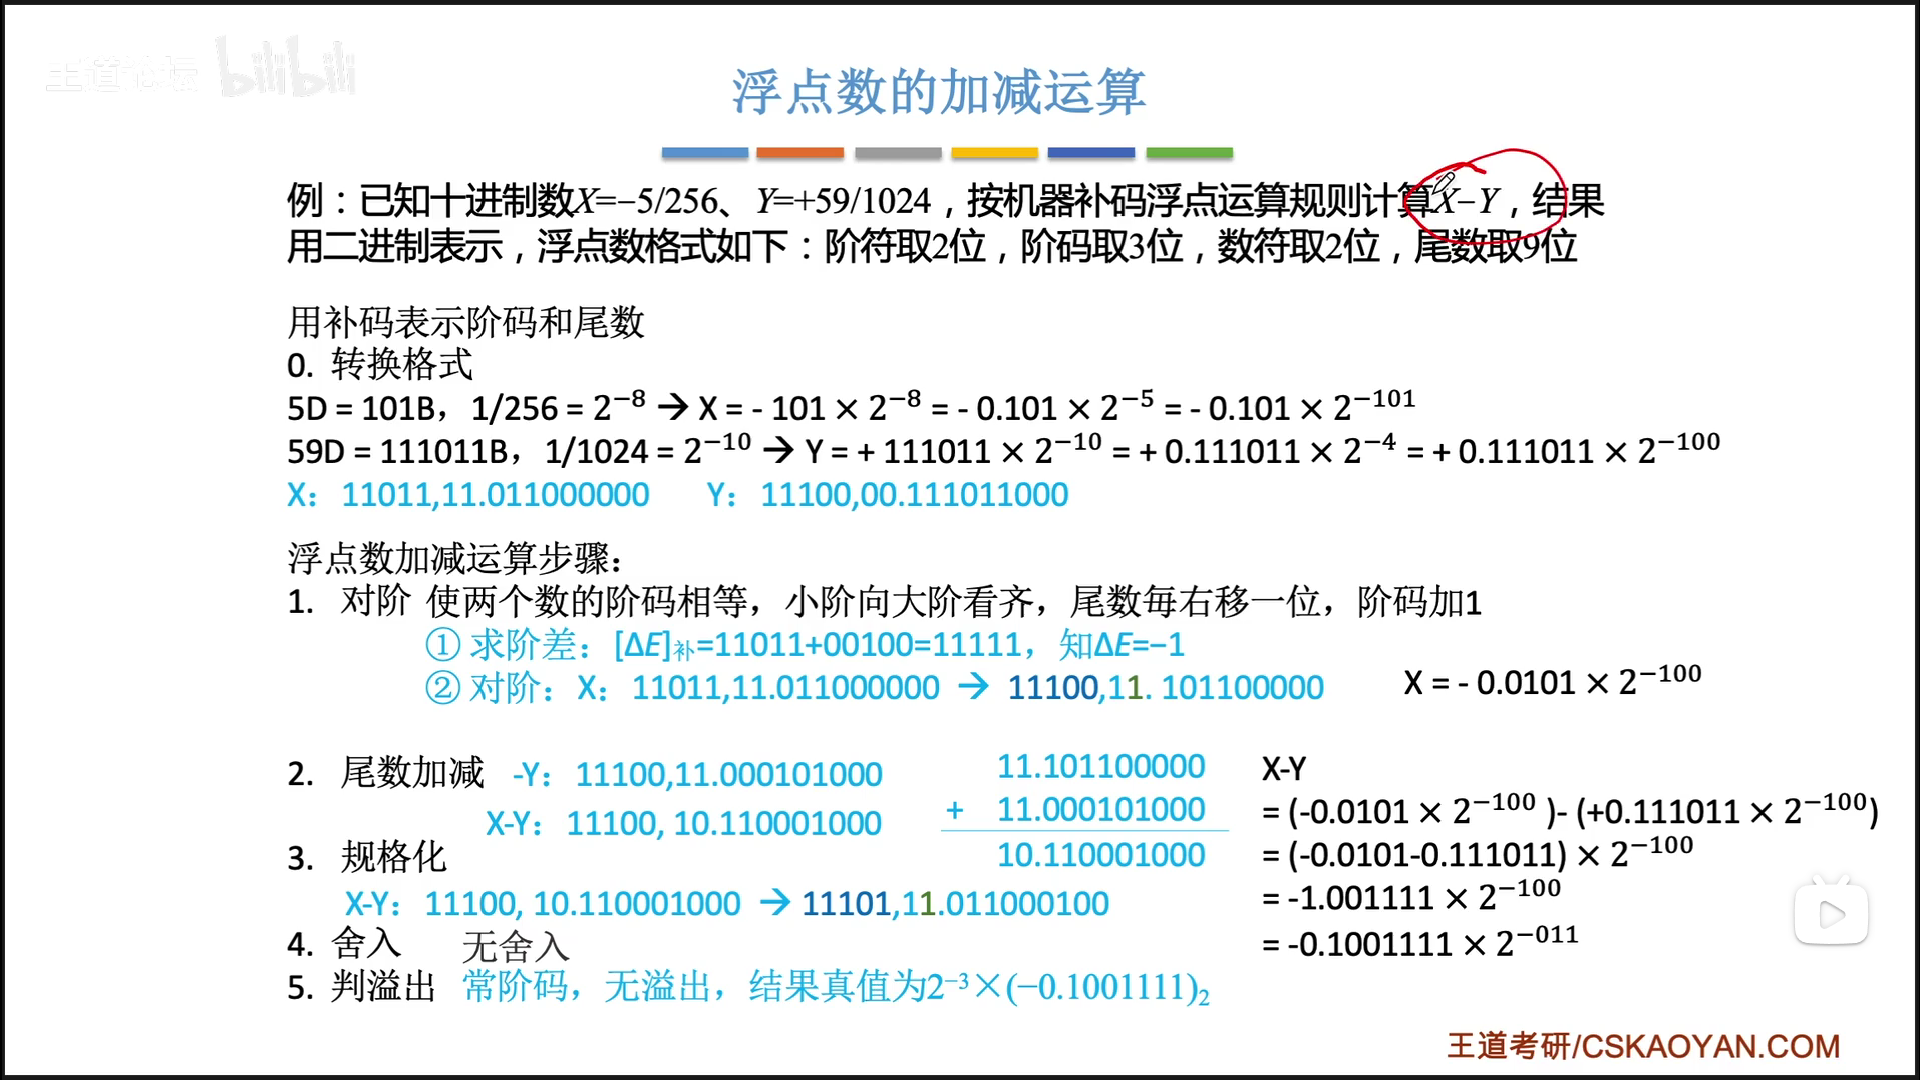 王道论坛 bilibili
浮点数的加减运算
例：已知十进制数X=−5/256、Y=+59/1024，按机器补码浮点运算规则计算X−Y，结果
用二进制表示，浮点数格式如下：阶符取2位，阶码取3位，数符取2位，尾数取9位
用补码表示阶码和尾数
0. 转换格式
5D = 101B，1/256 = 2⁻⁸ → X = - 101 × 2⁻⁸ = - 0.101 × 2⁻⁵ = - 0.101 × 2⁻¹⁰¹
59D = 111011B，1/1024 = 2⁻¹⁰ → Y = + 111011 × 2⁻¹⁰ = + 0.111011 × 2⁻⁴ = + 0.111011 × 2⁻¹⁰⁰
X：11011,11.011000000 Y：11100,00.111011000
浮点数加减运算步骤：
1. 对阶 使两个数的阶码相等，小阶向大阶看齐，尾数每右移一位，阶码加1
① 求阶差：[ΔE]补=11011+00100=11111，知ΔE=−1
② 对阶：X：11011,11.011000000 → 11100,11. 101100000 X = - 0.0101 × 2⁻¹⁰⁰
2. 尾数加减 -Y：11100,11.000101000
X-Y：11100, 10.110001000
11.101100000
+ 11.000101000
10.110001000
X-Y
= (-0.0101 × 2⁻¹⁰⁰ )- (+0.111011 × 2⁻¹⁰⁰)
= (-0.0101-0.111011) × 2⁻¹⁰⁰
= -1.001111 × 2⁻¹⁰⁰
= -0.1001111 × 2⁻⁰¹¹
3. 规格化
X-Y：11100, 10.110001000 → 11101,11.011000100
4. 舍入 无舍入
5. 判溢出 常阶码，无溢出，结果真值为2⁻³×(−0.1001111)₂
王道考研/CSKAOYAN.COM